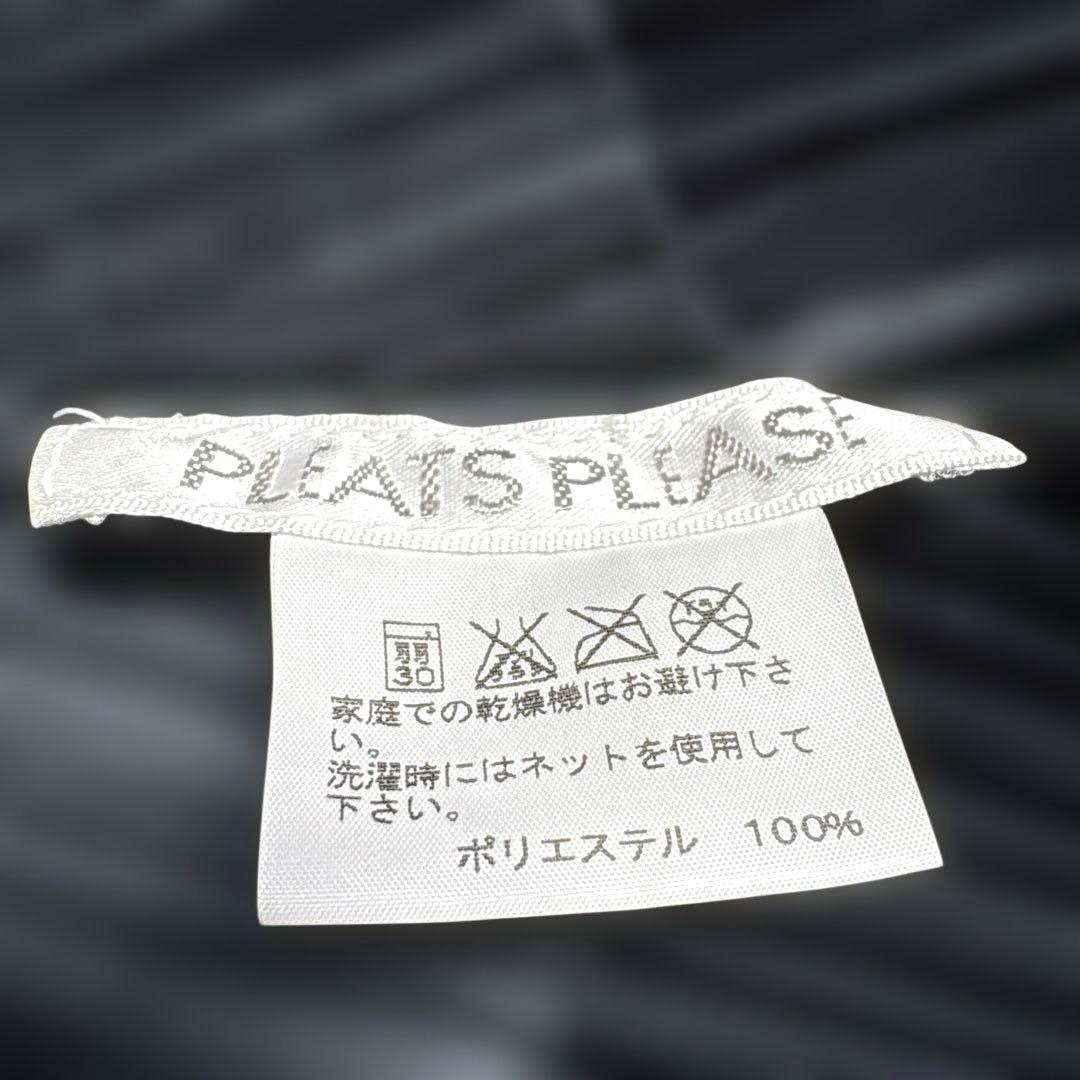 PLEATS PLEASE
弱
30
家庭での乾燥機はお避け下さ
い。
洗濯時にはネットを使用して
下さい。
ポリエステル 100%